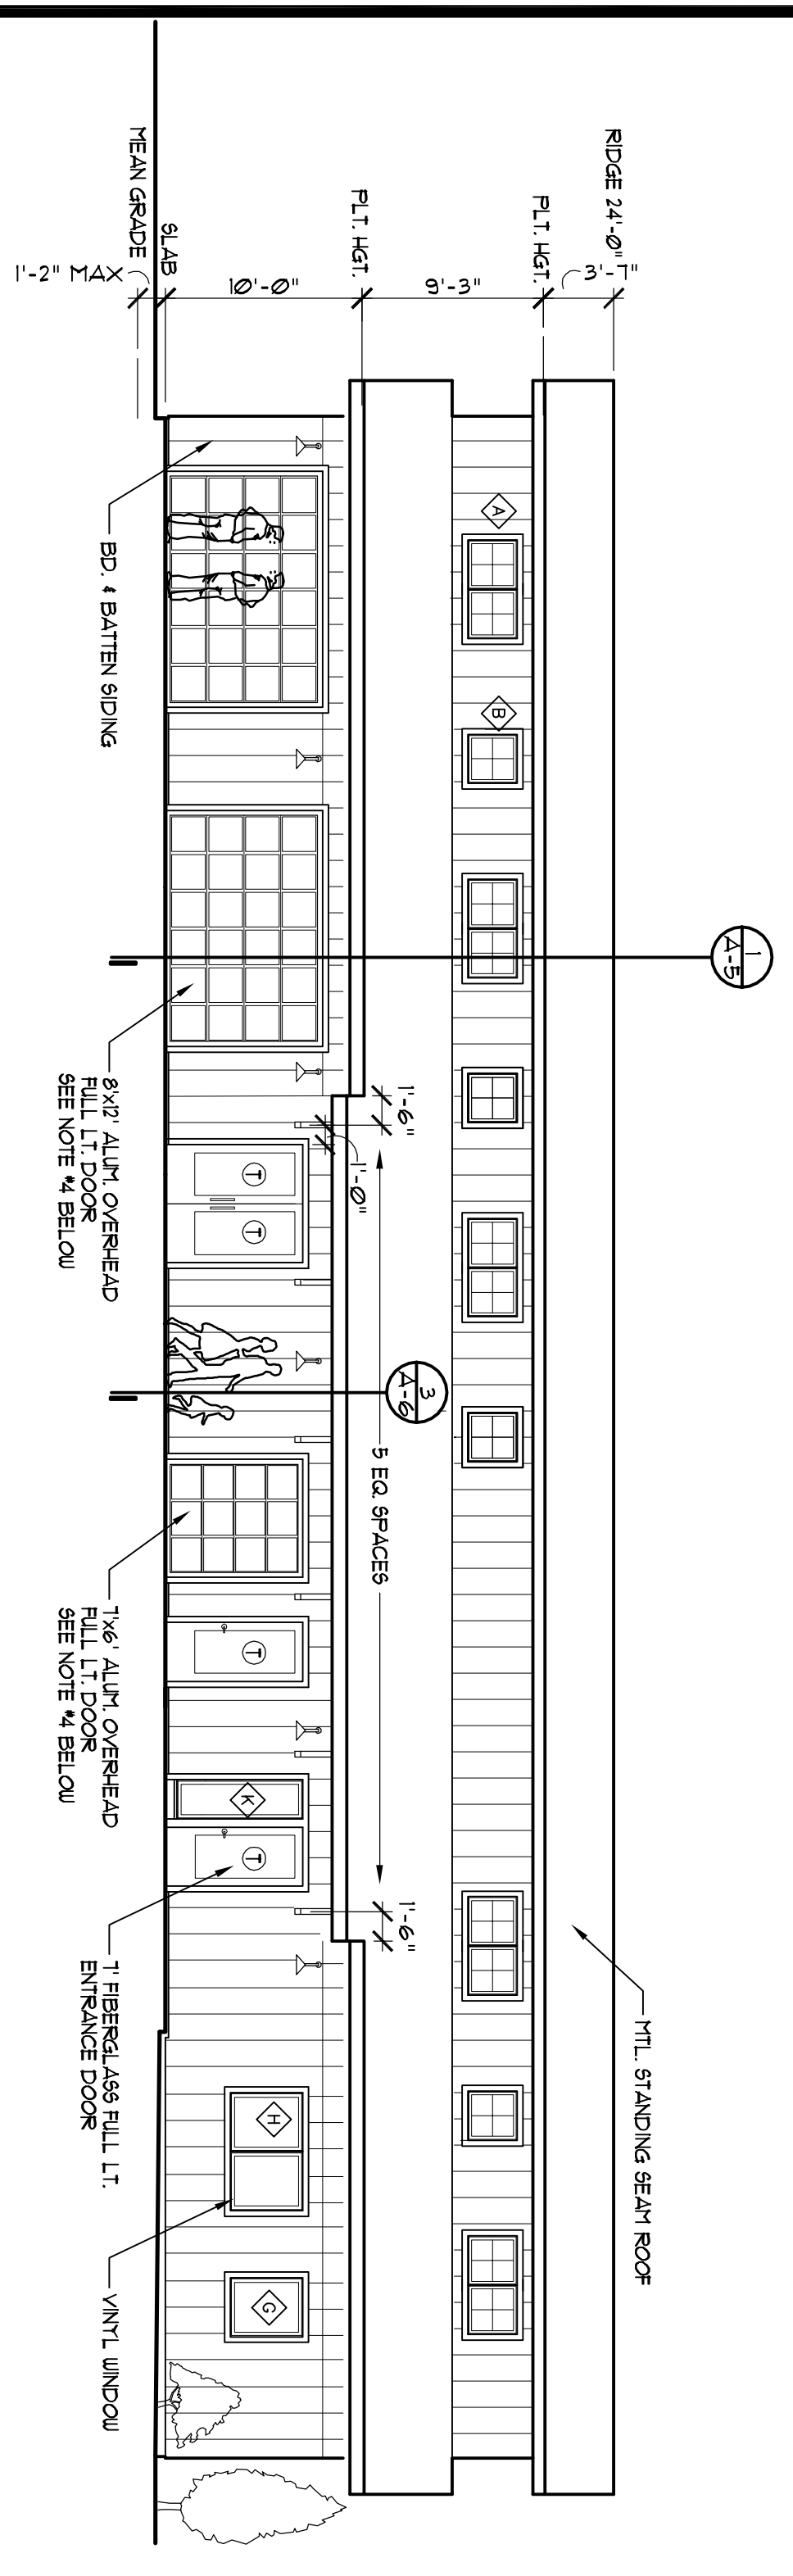 RIDGE 24'-0"
3'-7"
PLT. HGT.
9'-3"
PLT. HGT.
10'-0"
SLAB
MEAN GRADE
1'-2" MAX
1
A-5
MTL. STANDING SEAM ROOF
A
B
1'-6"
1'-0"
5 EQ. SPACES
1'-6"
3
A-6
T
T
T
K
T
H
G
BD. & BATTEN SIDING
8'x12' ALUM. OVERHEAD
FULL LT. DOOR
SEE NOTE #4 BELOW
7'x6' ALUM. OVERHEAD
FULL LT. DOOR
SEE NOTE #4 BELOW
7' FIBERGLASS FULL LT.
ENTRANCE DOOR
VINYL WINDOW